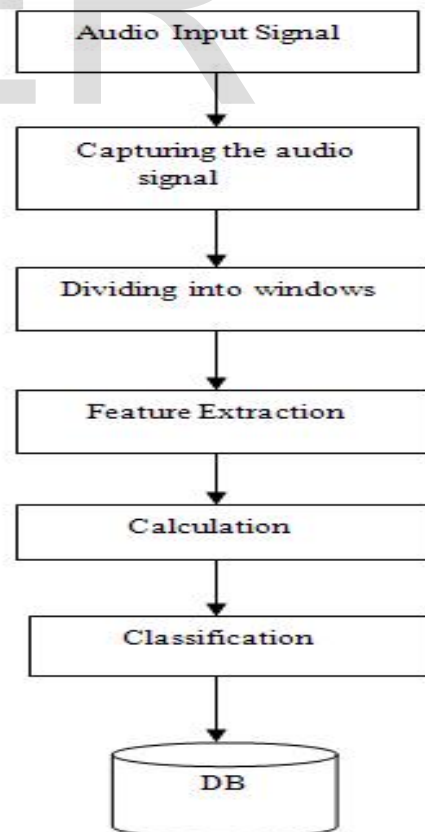 Audio Input Signal
Capturing the audio
signal
Dividing into windows
Feature Extraction
Calculation
Classification
DB